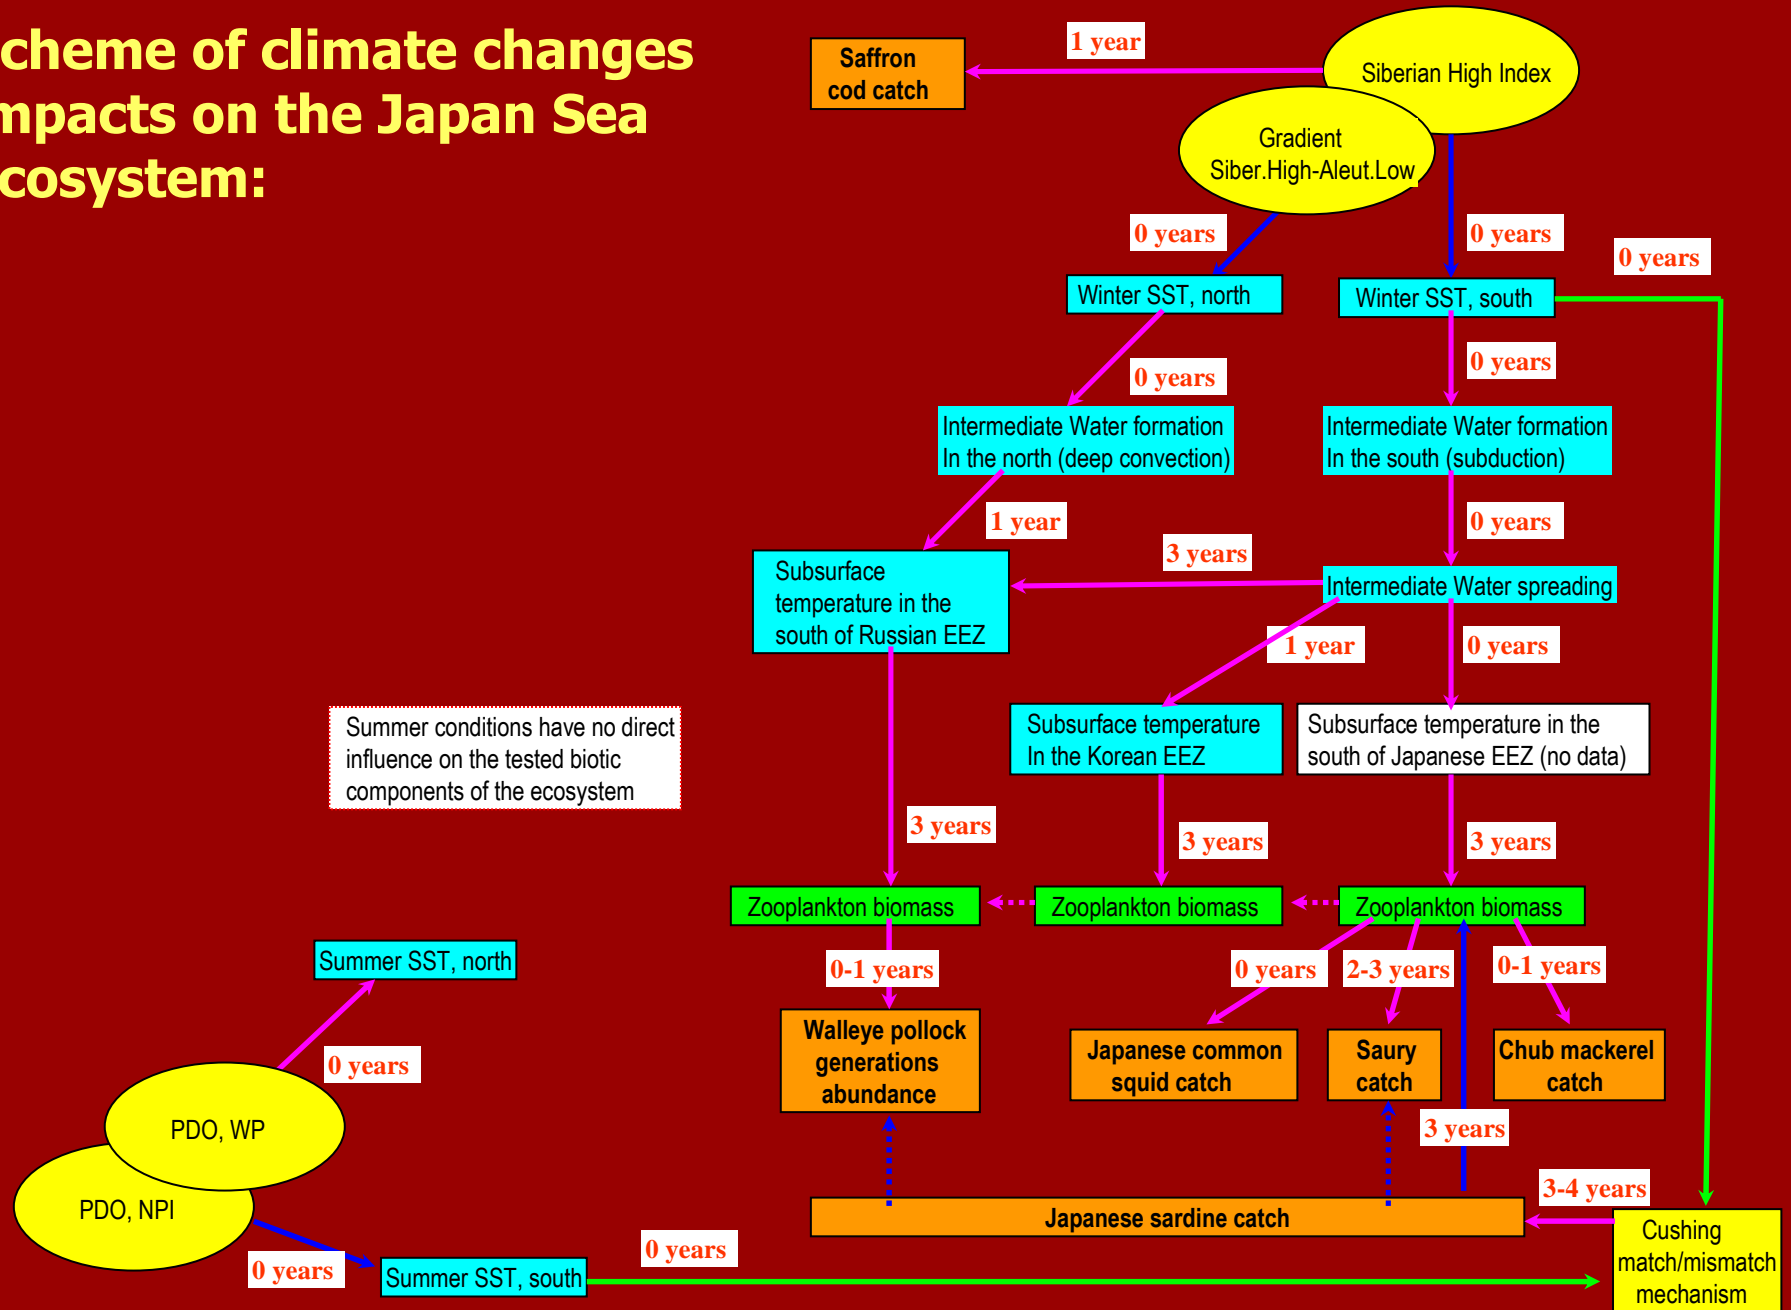 cheme of climate changes
mpacts on the Japan Sea
cosystem:
Saffron
cod catch
1 year
Siberian High Index
Gradient
Siber.High-Aleut.Low
0 years
0 years
0 years
Winter SST, north
Winter SST, south
0 years
0 years
Intermediate Water formation
In the north (deep convection)
Intermediate Water formation
In the south (subduction)
1 year
0 years
3 years
Subsurface
temperature in the
south of Russian EEZ
Intermediate Water spreading
1 year
0 years
Summer conditions have no direct
influence on the tested biotic
components of the ecosystem
Subsurface temperature
In the Korean EEZ
Subsurface temperature in the
south of Japanese EEZ (no data)
3 years
3 years
3 years
Zooplankton biomass
Zooplankton biomass
Zooplankton biomass
Summer SST, north
0-1 years
0 years
2-3 years
0-1 years
Walleye pollock
generations
abundance
Japanese common
squid catch
Saury
catch
Chub mackerel
catch
0 years
PDO, WP
3 years
PDO, NPI
3-4 years
Japanese sardine catch
0 years
Summer SST, south
0 years
Cushing
match/mismatch
mechanism